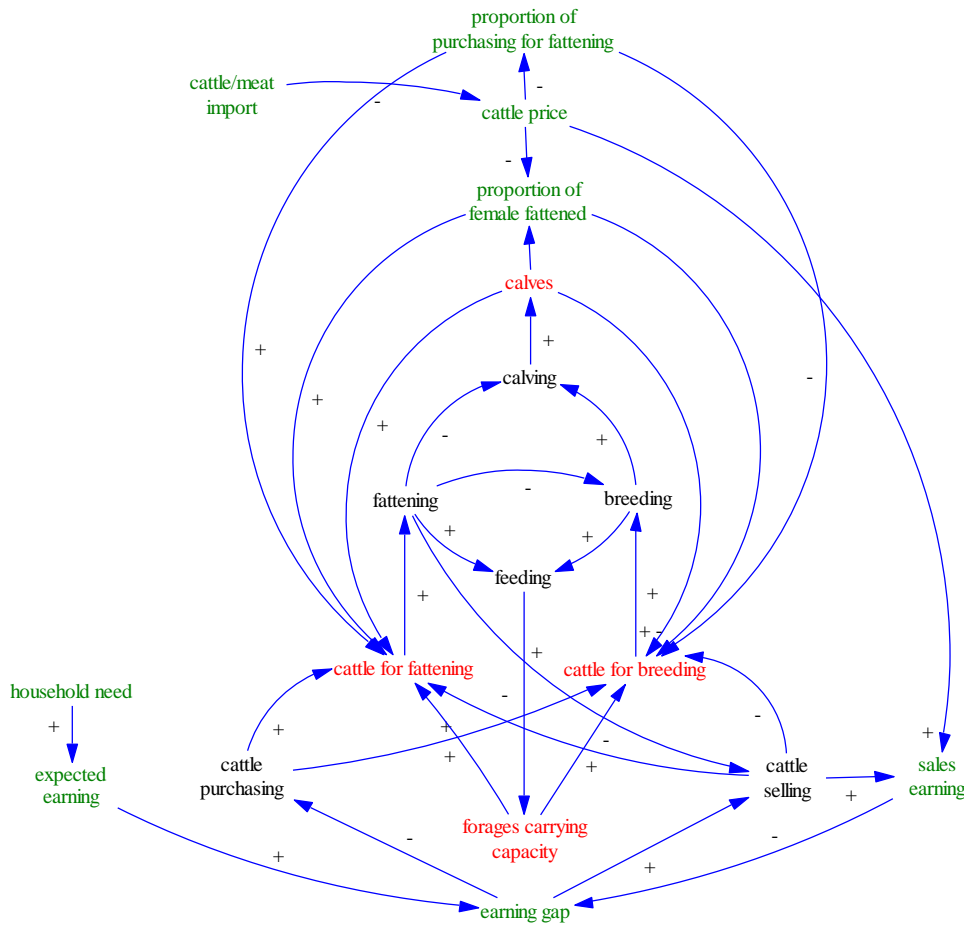 proportion of
purchasing for fattening
cattle/meat
import
-
-
cattle price
-
proportion of
female fattened
calves
+
+
calving
-
+
+
-
+
fattening
-
breeding
+
+
feeding
+
+
+ -
+
cattle for fattening
cattle for breeding
household need
-
+
+
+
-
-
+
cattle
purchasing
+
+
cattle
selling
sales
earning
expected
earning
+
forages carrying
capacity
-
-
+
+
earning gap